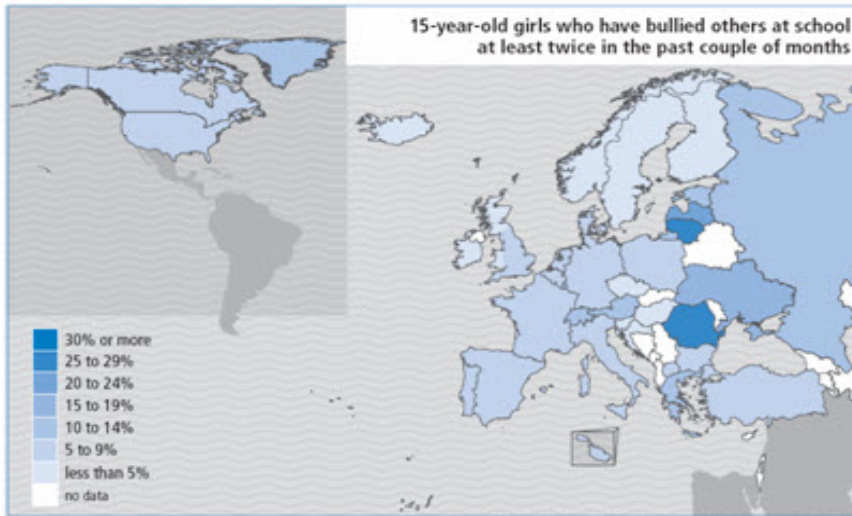 15-year-old girls who have bullied others at school
at least twice in the past couple of months
30% or more
25 to 29%
20 to 24%
15 to 19%
10 to 14%
5 to 9%
less than 5%
no data